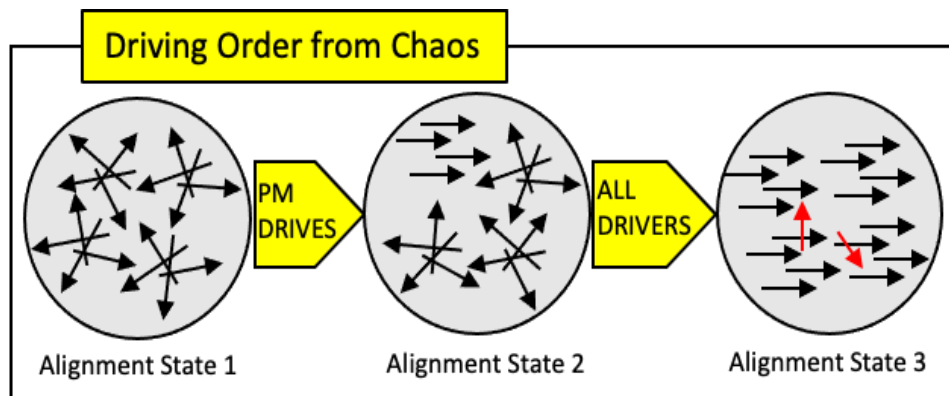 Driving Order from Chaos
PM
DRIVES
ALL
DRIVERS
Alignment State 1
Alignment State 2
Alignment State 3